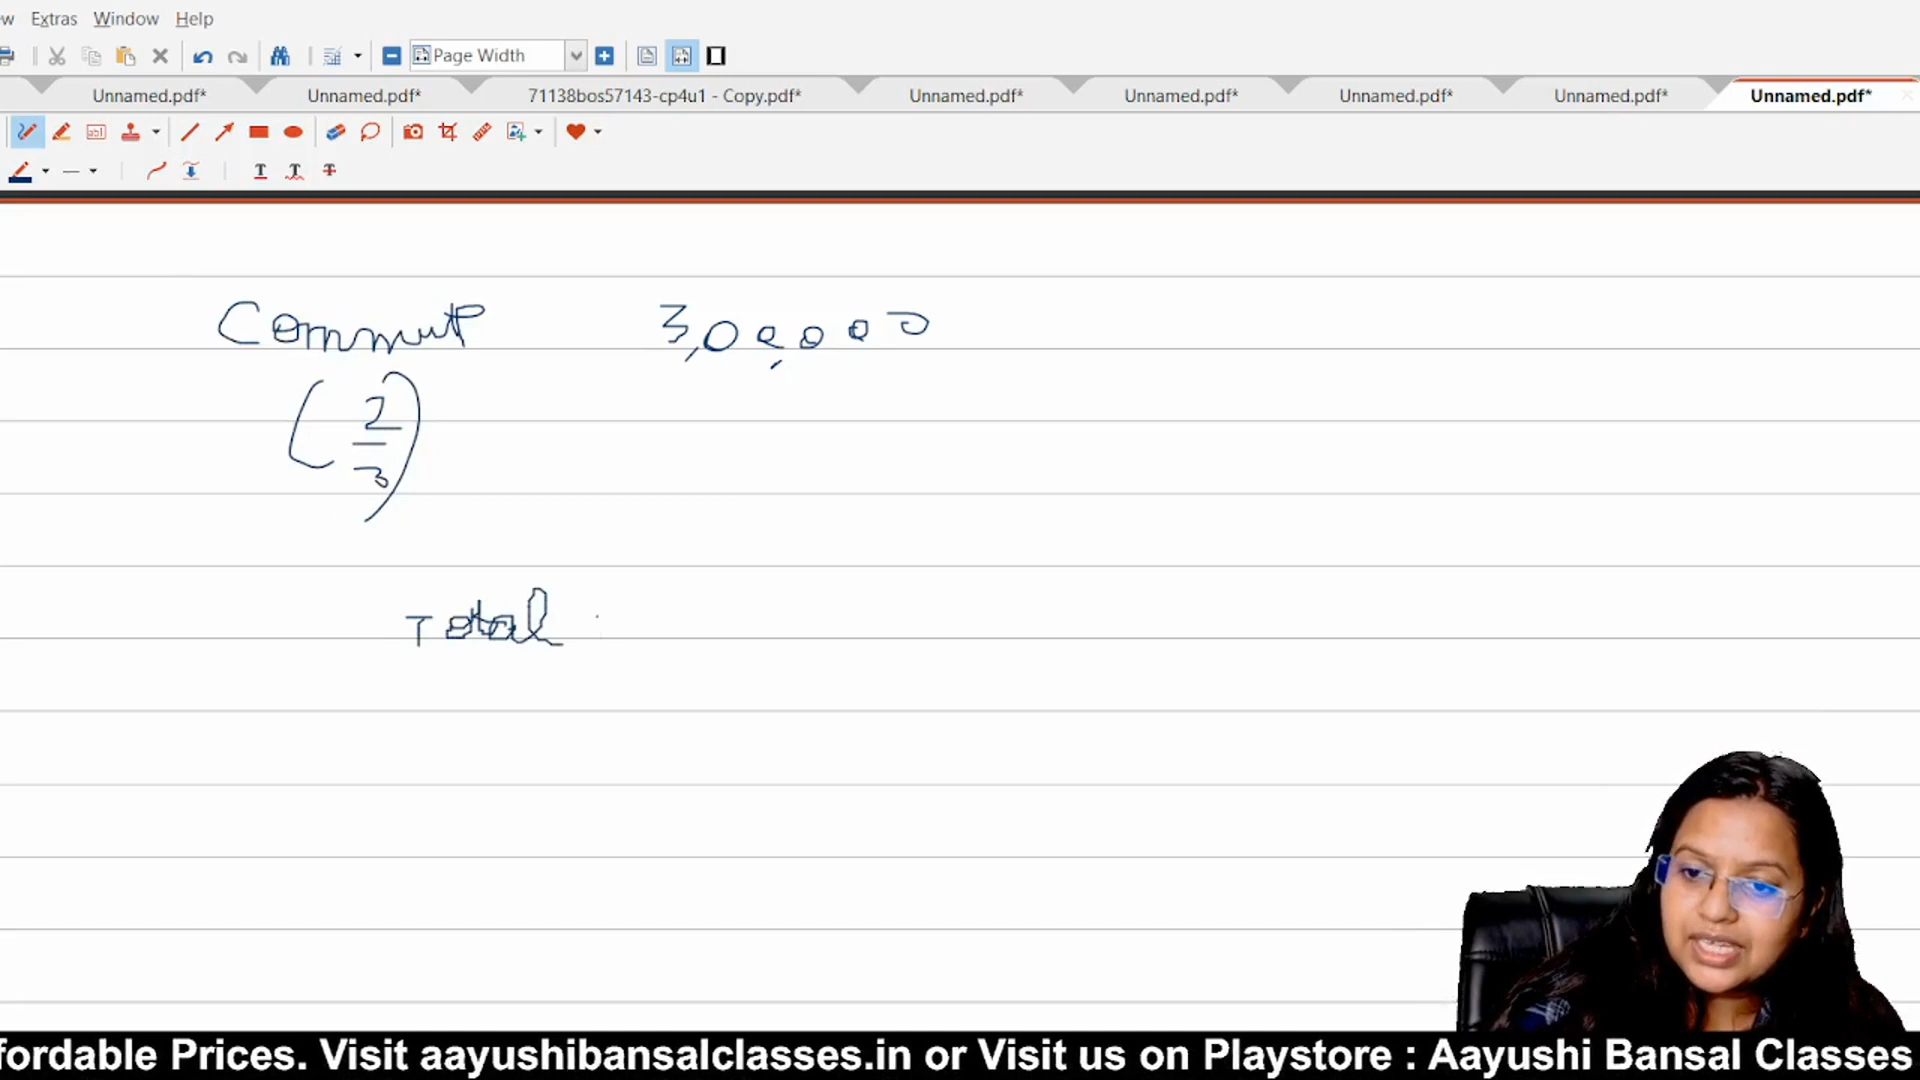 Extras Window Help
Page Width
Unnamed.pdf* Unnamed.pdf* 71138bos57143-cp4u1 - Copy.pdf* Unnamed.pdf* Unnamed.pdf* Unnamed.pdf* Unnamed.pdf* Unnamed.pdf*
Commut 3,00,000
(2
3)
Total
fordable Prices. Visit aayushibansalclasses.in or Visit us on Playstore : Aayushi Bansal Classes